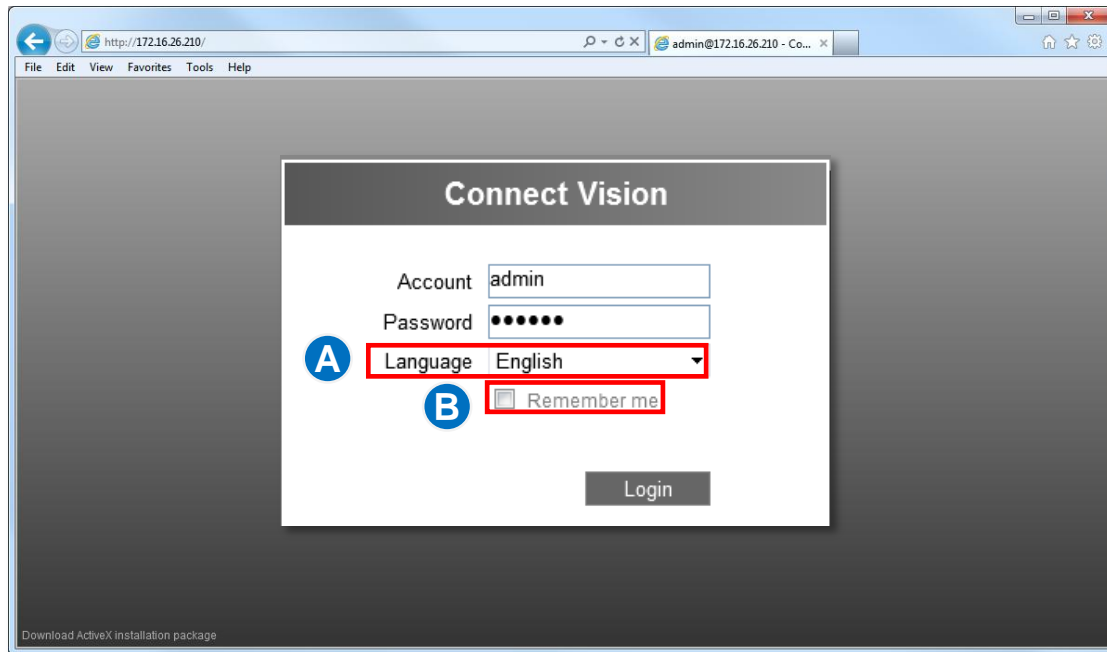 http://172.16.26.210/
admin@172.16.26.210 - Co...
File Edit View Favorites Tools Help
Connect Vision
Account admin
Password ●●●●●●
A Language English
B Remember me
Login
Download ActiveX installation package